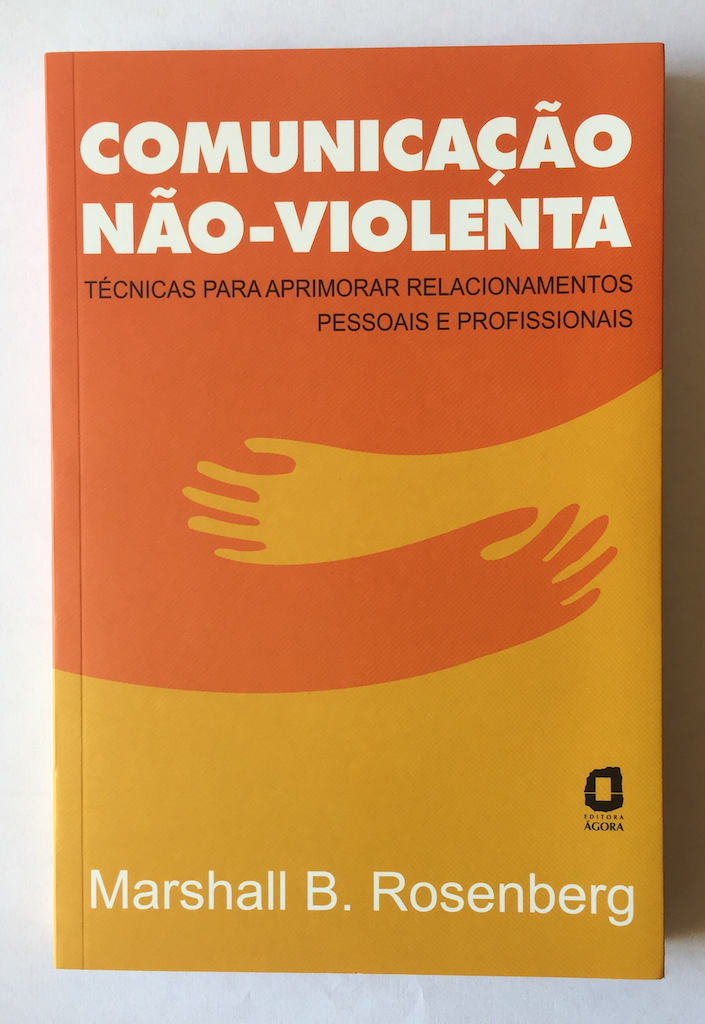 COMUNICAÇÃO
NÃO-VIOLENTA
TÉCNICAS PARA APRIMORAR RELACIONAMENTOS
PESSOAIS E PROFISSIONAIS
EDITORA
ÁGORA
Marshall B. Rosenberg